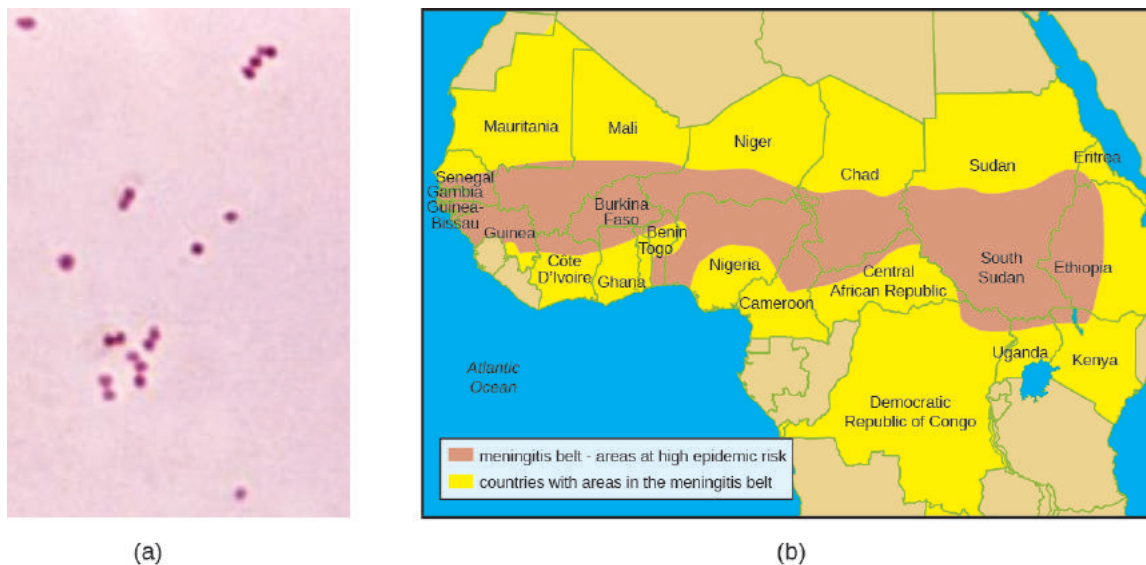 Mauritania
Mali
Niger
Chad
Sudan
Eritrea
Senegal
Gambia
Guinea-
Bissau
Guinea
Burkina
Faso
Benin
Togo
Côte
D'Ivoire
Ghana
Nigeria
Cameroon
Central
African Republic
South
Sudan
Ethiopia
Uganda
Kenya
Democratic
Republic of Congo
Atlantic
Ocean
meningitis belt - areas at high epidemic risk
countries with areas in the meningitis belt
(a)
(b)